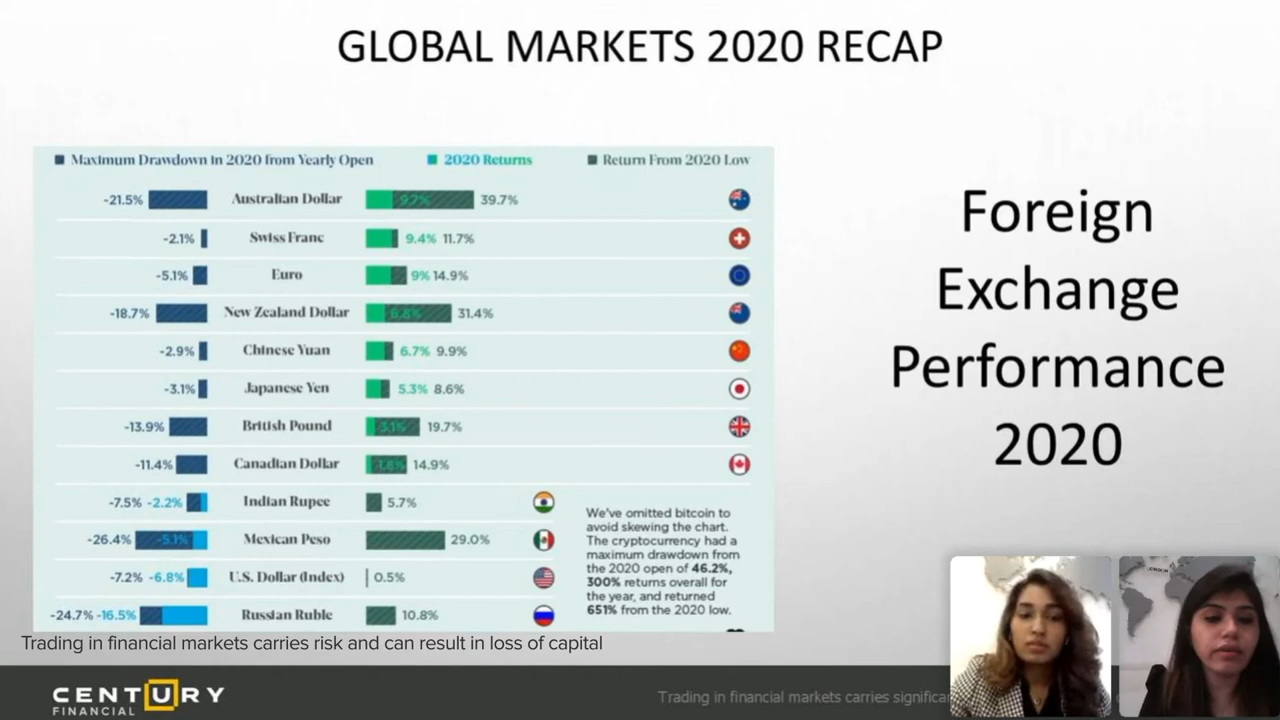 GLOBAL MARKETS 2020 RECAP
Maximum Drawdown in 2020 from Yearly Open 2020 Returns Return From 2020 Low
-21.5% Australian Dollar 9.7% 39.7%
-2.1% Swiss Franc 9.4% 11.7%
-5.1% Euro 9% 14.9%
-18.7% New Zealand Dollar 6.8% 31.4%
-2.9% Chinese Yuan 6.7% 9.9%
-3.1% Japanese Yen 5.3% 8.6%
-13.9% British Pound 3.1% 19.7%
-11.4% Canadian Dollar 1.8% 14.9%
-7.5% -2.2% Indian Rupee 5.7%
-26.4% -5.1% Mexican Peso 29.0%
-7.2% -6.8% U.S. Dollar (Index) 0.5%
-24.7% -16.5% Russian Ruble 10.8%
We've omitted bitcoin to
avoid skewing the chart.
The cryptocurrency had a
maximum drawdown from
the 2020 open of 46.2%,
300% returns overall for
the year, and returned
651% from the 2020 low.
Foreign
Exchange
Performance
2020
Trading in financial markets carries risk and can result in loss of capital
CENTURY
FINANCIAL
Trading in financial markets carries